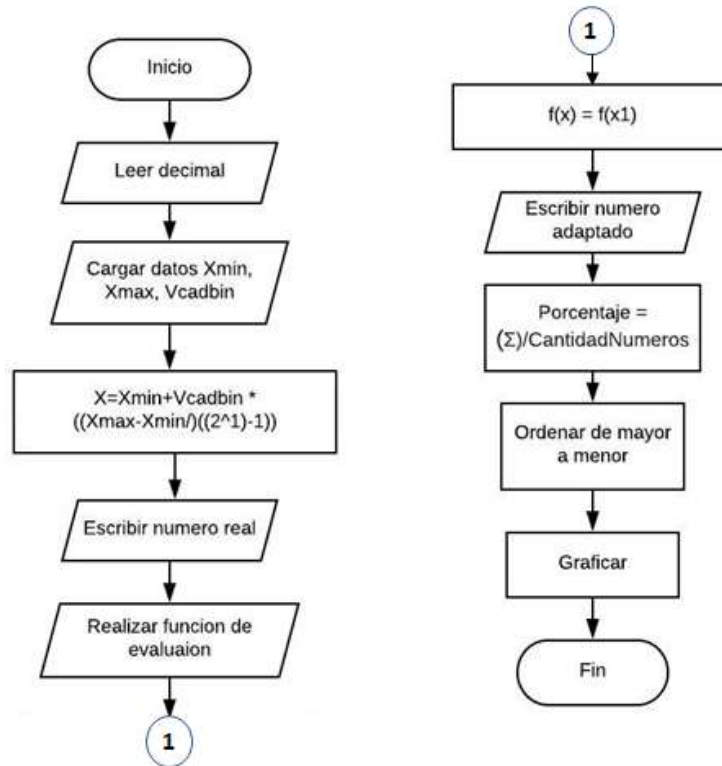 Inicio
Leer decimal
Cargar datos Xmin,
Xmax, Vcadbin
X=Xmin+Vcadbin *
((Xmax-Xmin/)((2^1)-1))
Escribir numero real
Realizar funcion de
evaluaion
1
1
f(x) = f(x1)
Escribir numero
adaptado
Porcentaje =
(Σ)/CantidadNumeros
Ordenar de mayor
a menor
Graficar
Fin